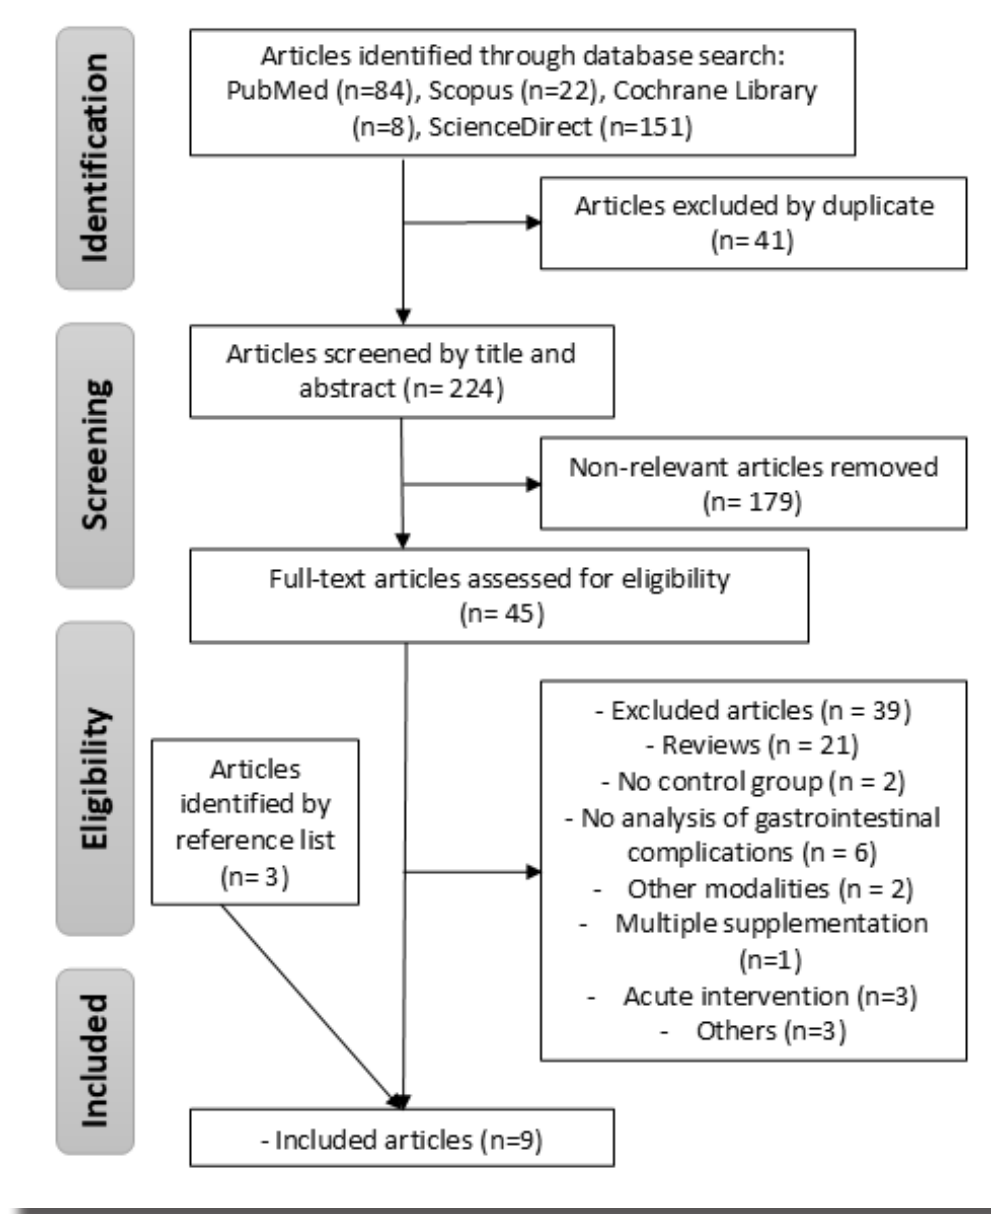 Identification
Articles identified through database search:
PubMed (n=84), Scopus (n=22), Cochrane Library
(n=8), ScienceDirect (n=151)
Articles excluded by duplicate
(n= 41)
Screening
Articles screened by title and
abstract (n= 224)
Non-relevant articles removed
(n= 179)
Full-text articles assessed for eligibility
(n= 45)
Eligibility
Articles
identified by
reference list
(n= 3)
- Excluded articles (n = 39)
- Reviews (n = 21)
- No control group (n = 2)
- No analysis of gastrointestinal
complications (n = 6)
- Other modalities (n = 2)
- Multiple supplementation
(n=1)
- Acute intervention (n=3)
- Others (n=3)
Included
- Included articles (n=9)